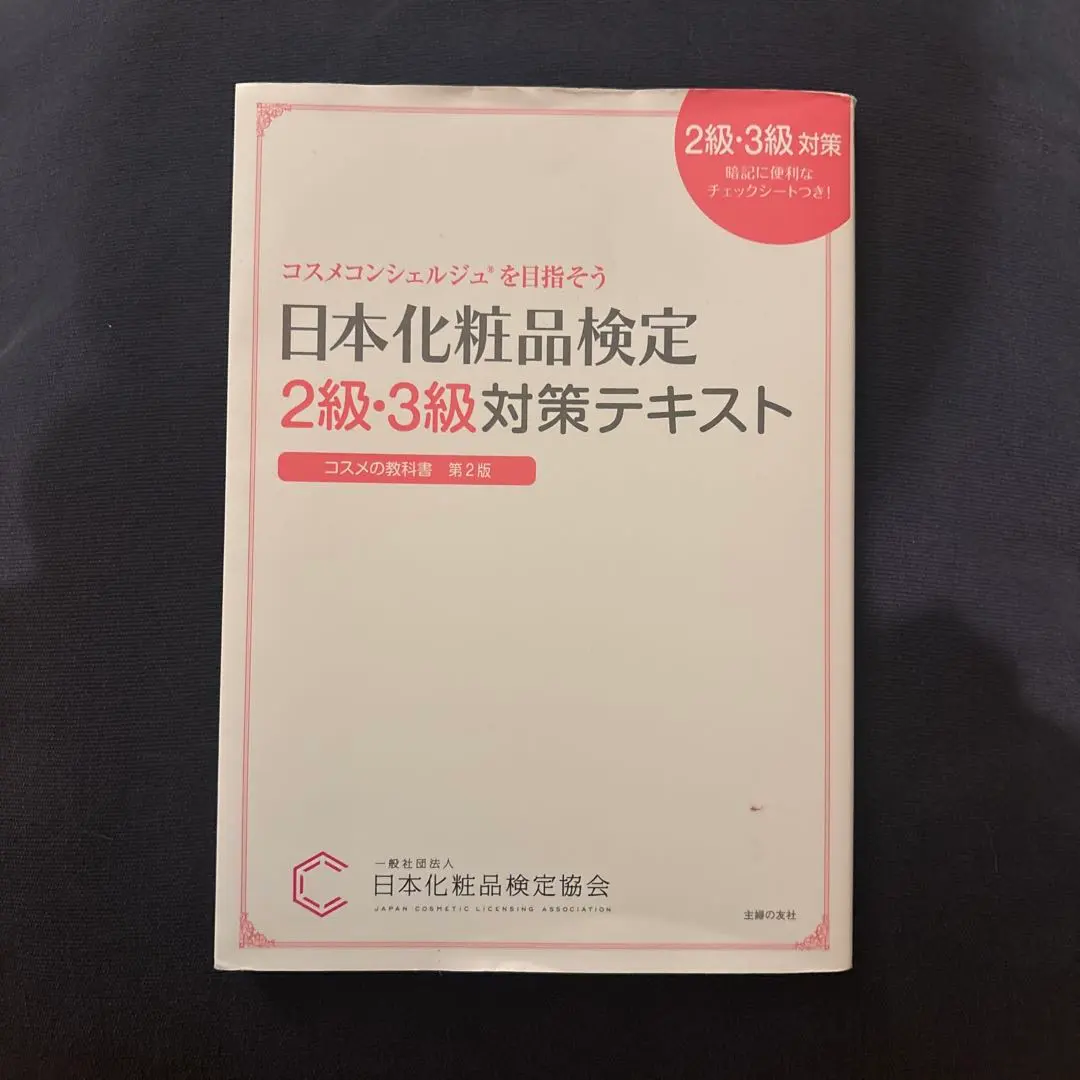 2級・3級 対策
暗記に便利な
チェックシートつき!
コスメコンシェルジュ®を目指そう
日本化粧品検定
2級・3級 対策テキスト
コスメの教科書 第2版
一般社団法人
日本化粧品検定協会
JAPAN COSMETIC LICENSING ASSOCIATION
主婦の友社